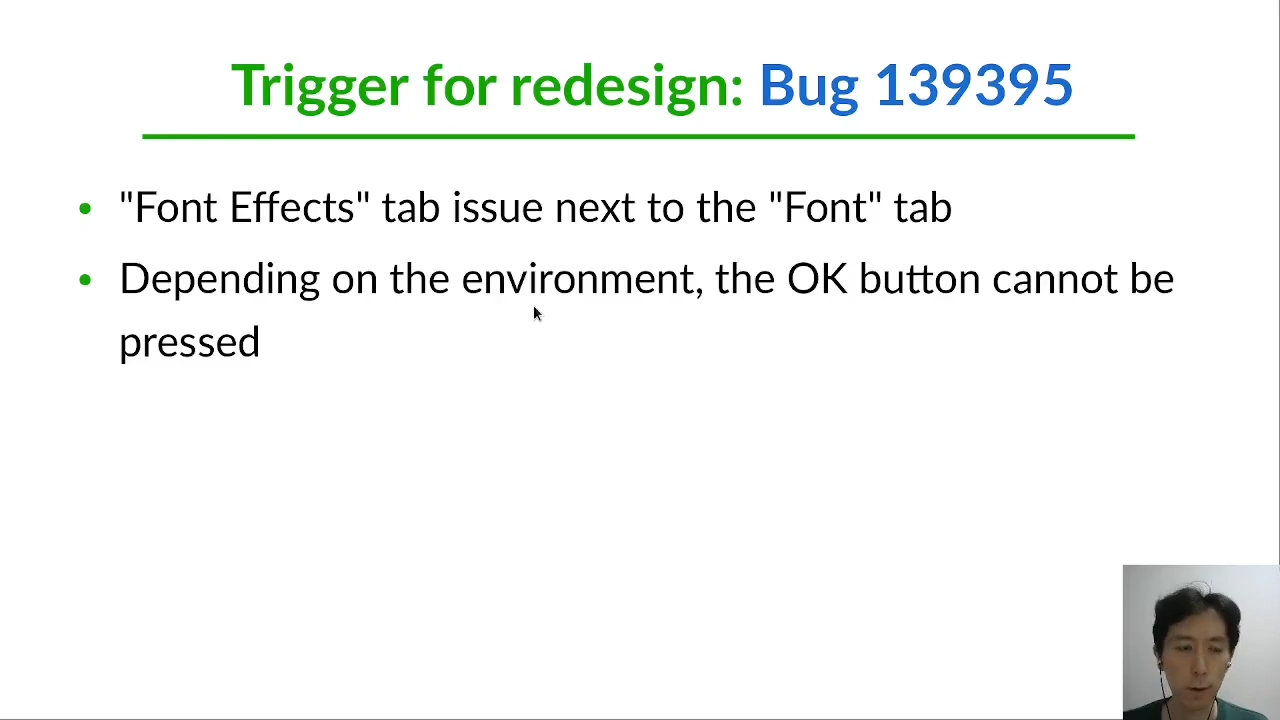 Trigger for redesign: Bug 139395
• "Font Effects" tab issue next to the "Font" tab
• Depending on the environment, the OK button cannot be
pressed